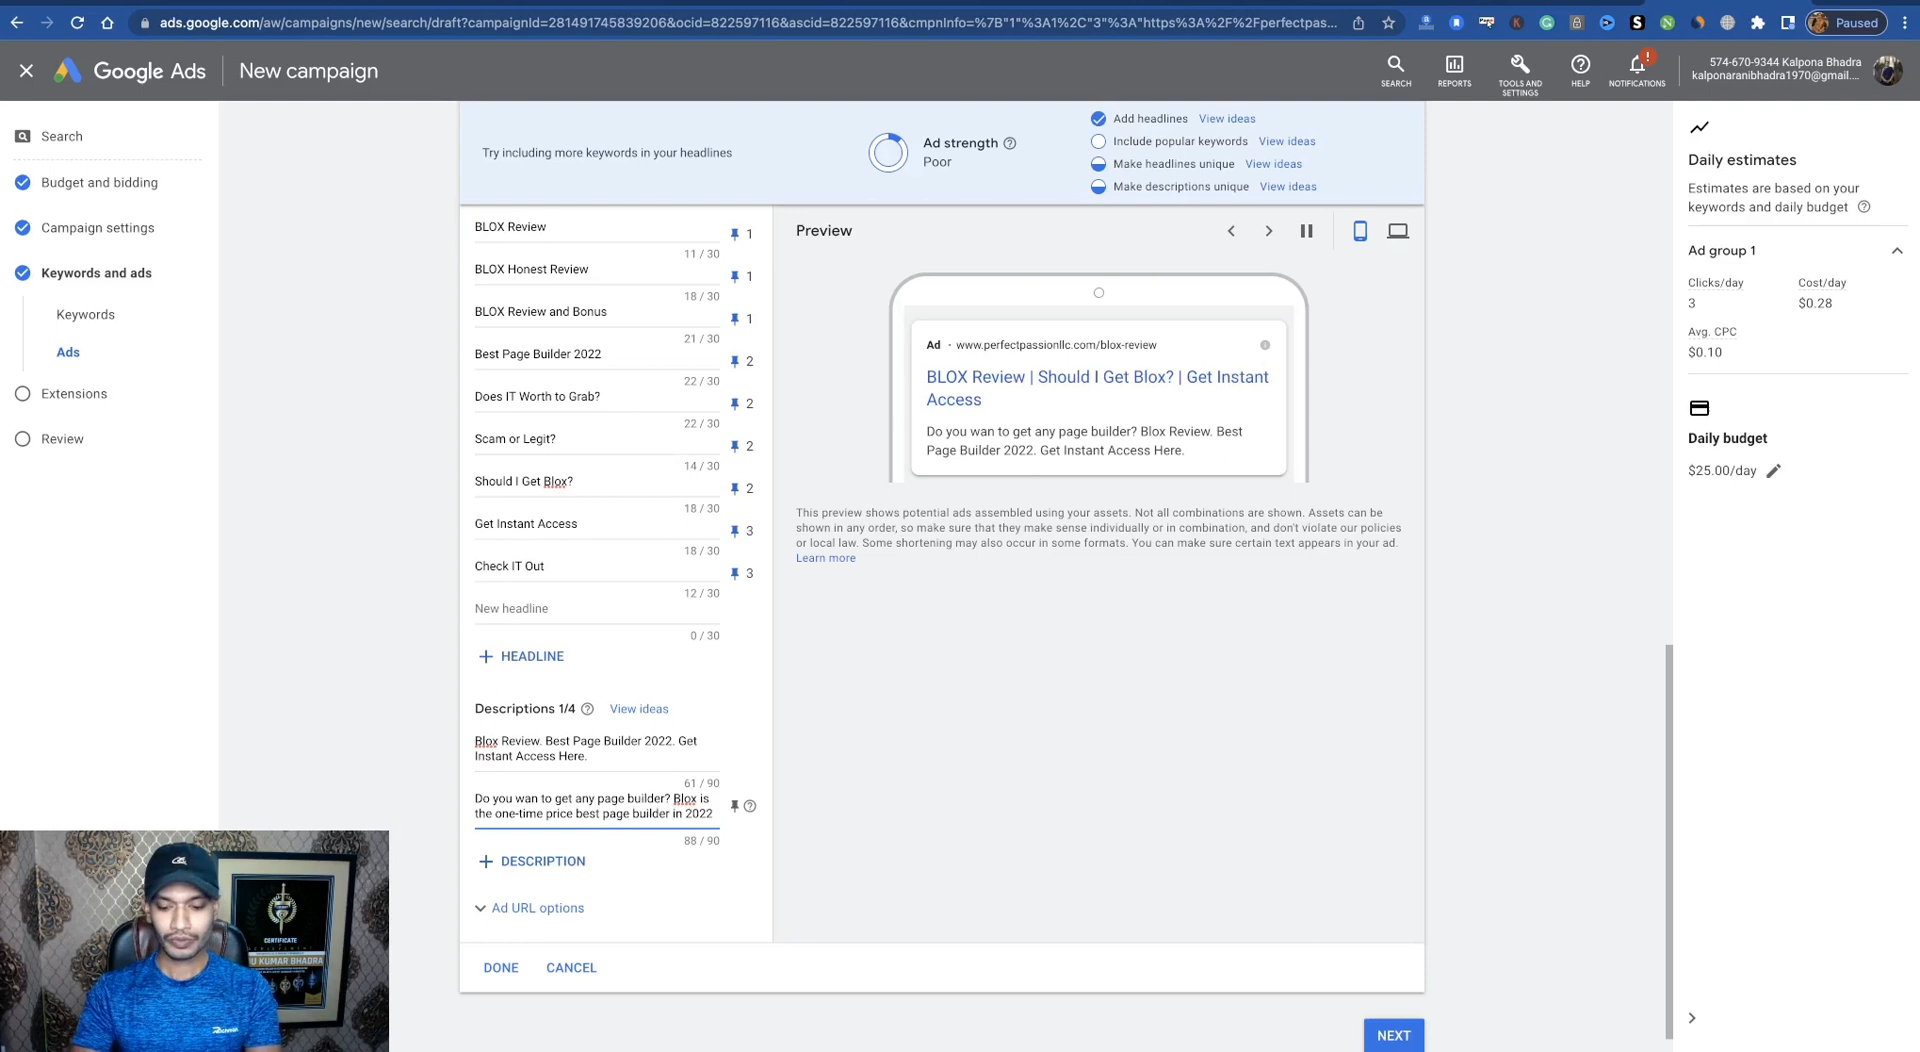 ads.google.com/aw/campaigns/new/search/draft?campaignId=281491745839206&ocid=822597116&ascid=822597116&cmpnInfo=%7B"1"%3A1%2C"3"%3A"https%3A%2F%2Fperfectpas...
Paused
Google Ads
New campaign
SEARCH
REPORTS
TOOLS AND
SETTINGS
HELP
!
NOTIFICATIONS
574-670-9344 Kalpona Bhadra
kalponaranibhadra1970@gmail....
Search
Budget and bidding
Campaign settings
Keywords and ads
Keywords
Ads
Extensions
Review
Try including more keywords in your headlines
Ad strength
Poor
Add headlines View ideas
Include popular keywords View ideas
Make headlines unique View ideas
Make descriptions unique View ideas
BLOX Review
1
11 / 30
BLOX Honest Review
1
18 / 30
BLOX Review and Bonus
1
21 / 30
Best Page Builder 2022
2
22 / 30
Does IT Worth to Grab?
2
22 / 30
Scam or Legit?
2
14 / 30
Should I Get Blox?
2
18 / 30
Get Instant Access
3
18 / 30
Check IT Out
3
12 / 30
New headline
0 / 30
+ HEADLINE
Descriptions 1/4 View ideas
Blox Review. Best Page Builder 2022. Get
Instant Access Here.
61 / 90
Do you wan to get any page builder? Blox is
the one-time price best page builder in 2022
88 / 90
+ DESCRIPTION
Ad URL options
DONE CANCEL
Preview
Ad · www.perfectpassionllc.com/blox-review
BLOX Review | Should I Get Blox? | Get Instant
Access
Do you wan to get any page builder? Blox Review. Best
Page Builder 2022. Get Instant Access Here.
This preview shows potential ads assembled using your assets. Not all combinations are shown. Assets can be
shown in any order, so make sure that they make sense individually or in combination, and don't violate our policies
or local law. Some shortening may also occur in some formats. You can make sure certain text appears in your ad.
Learn more
NEXT
Daily estimates
Estimates are based on your
keywords and daily budget
Ad group 1
Clicks/day Cost/day
3 $0.28
Avg. CPC
$0.10
Daily budget
$25.00/day
CERTIFICATE
U KUMAR BHADRA